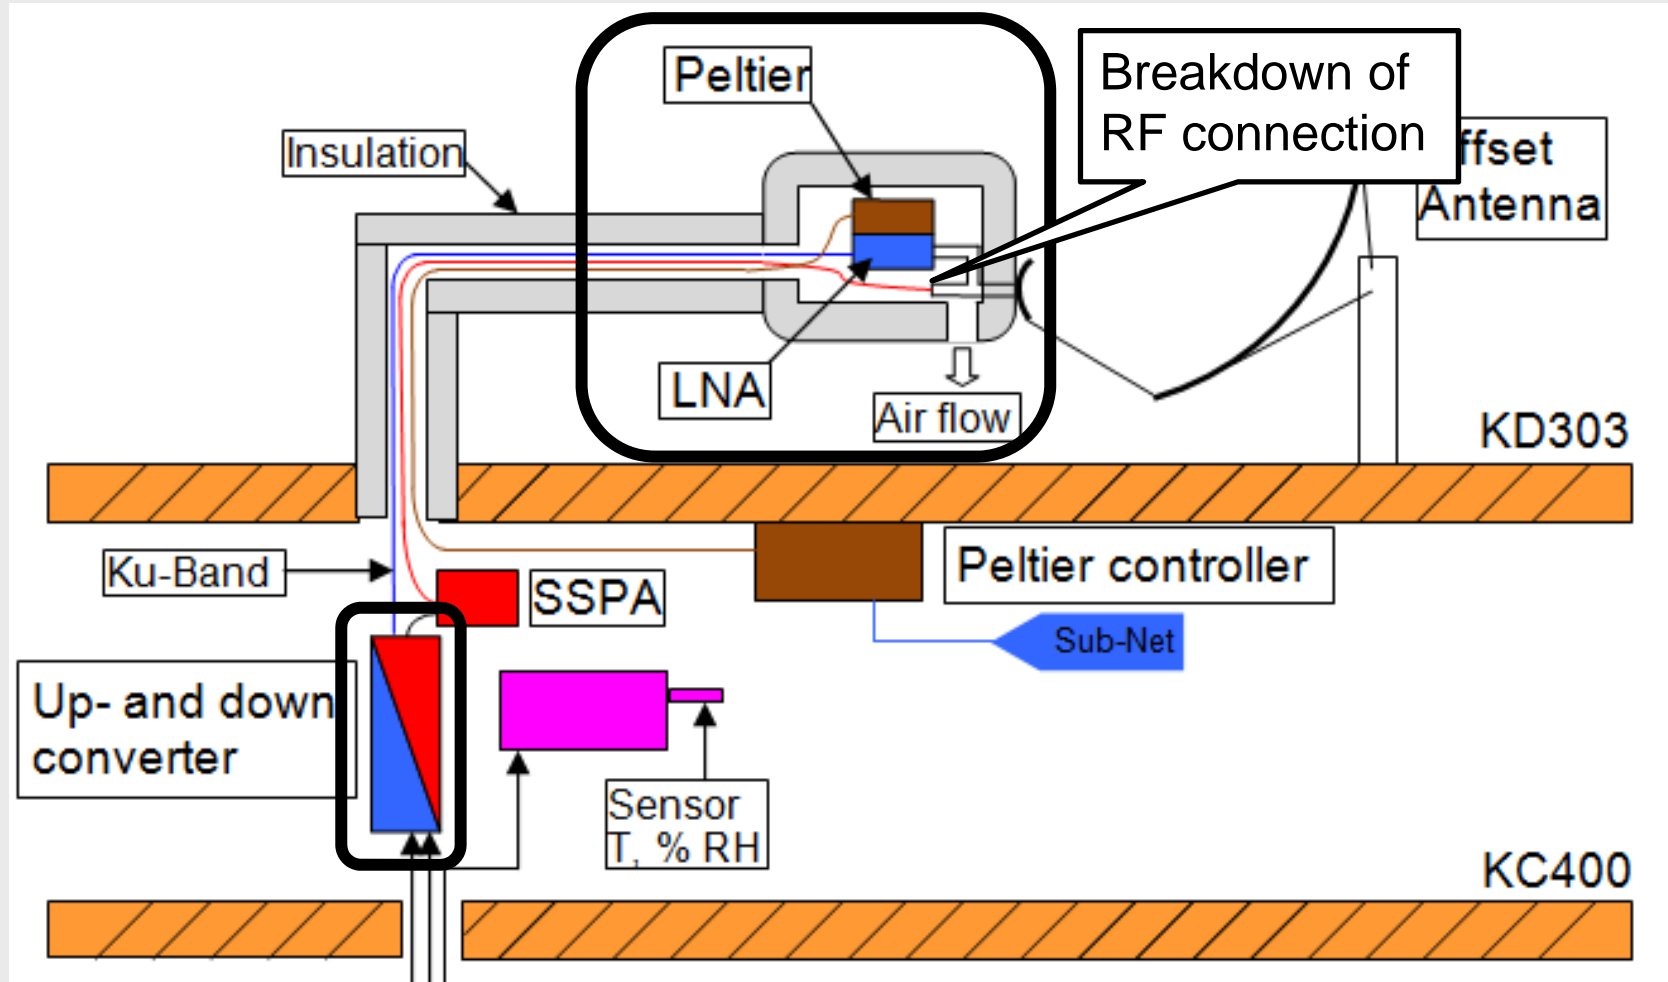 Peltier
Breakdown of
RF connection
Insulation
ffset
Antenna
LNA
Air flow
KD303
Ku-Band
SSPA
Peltier controller
Sub-Net
Up- and down
converter
Sensor
T, % RH
KC400